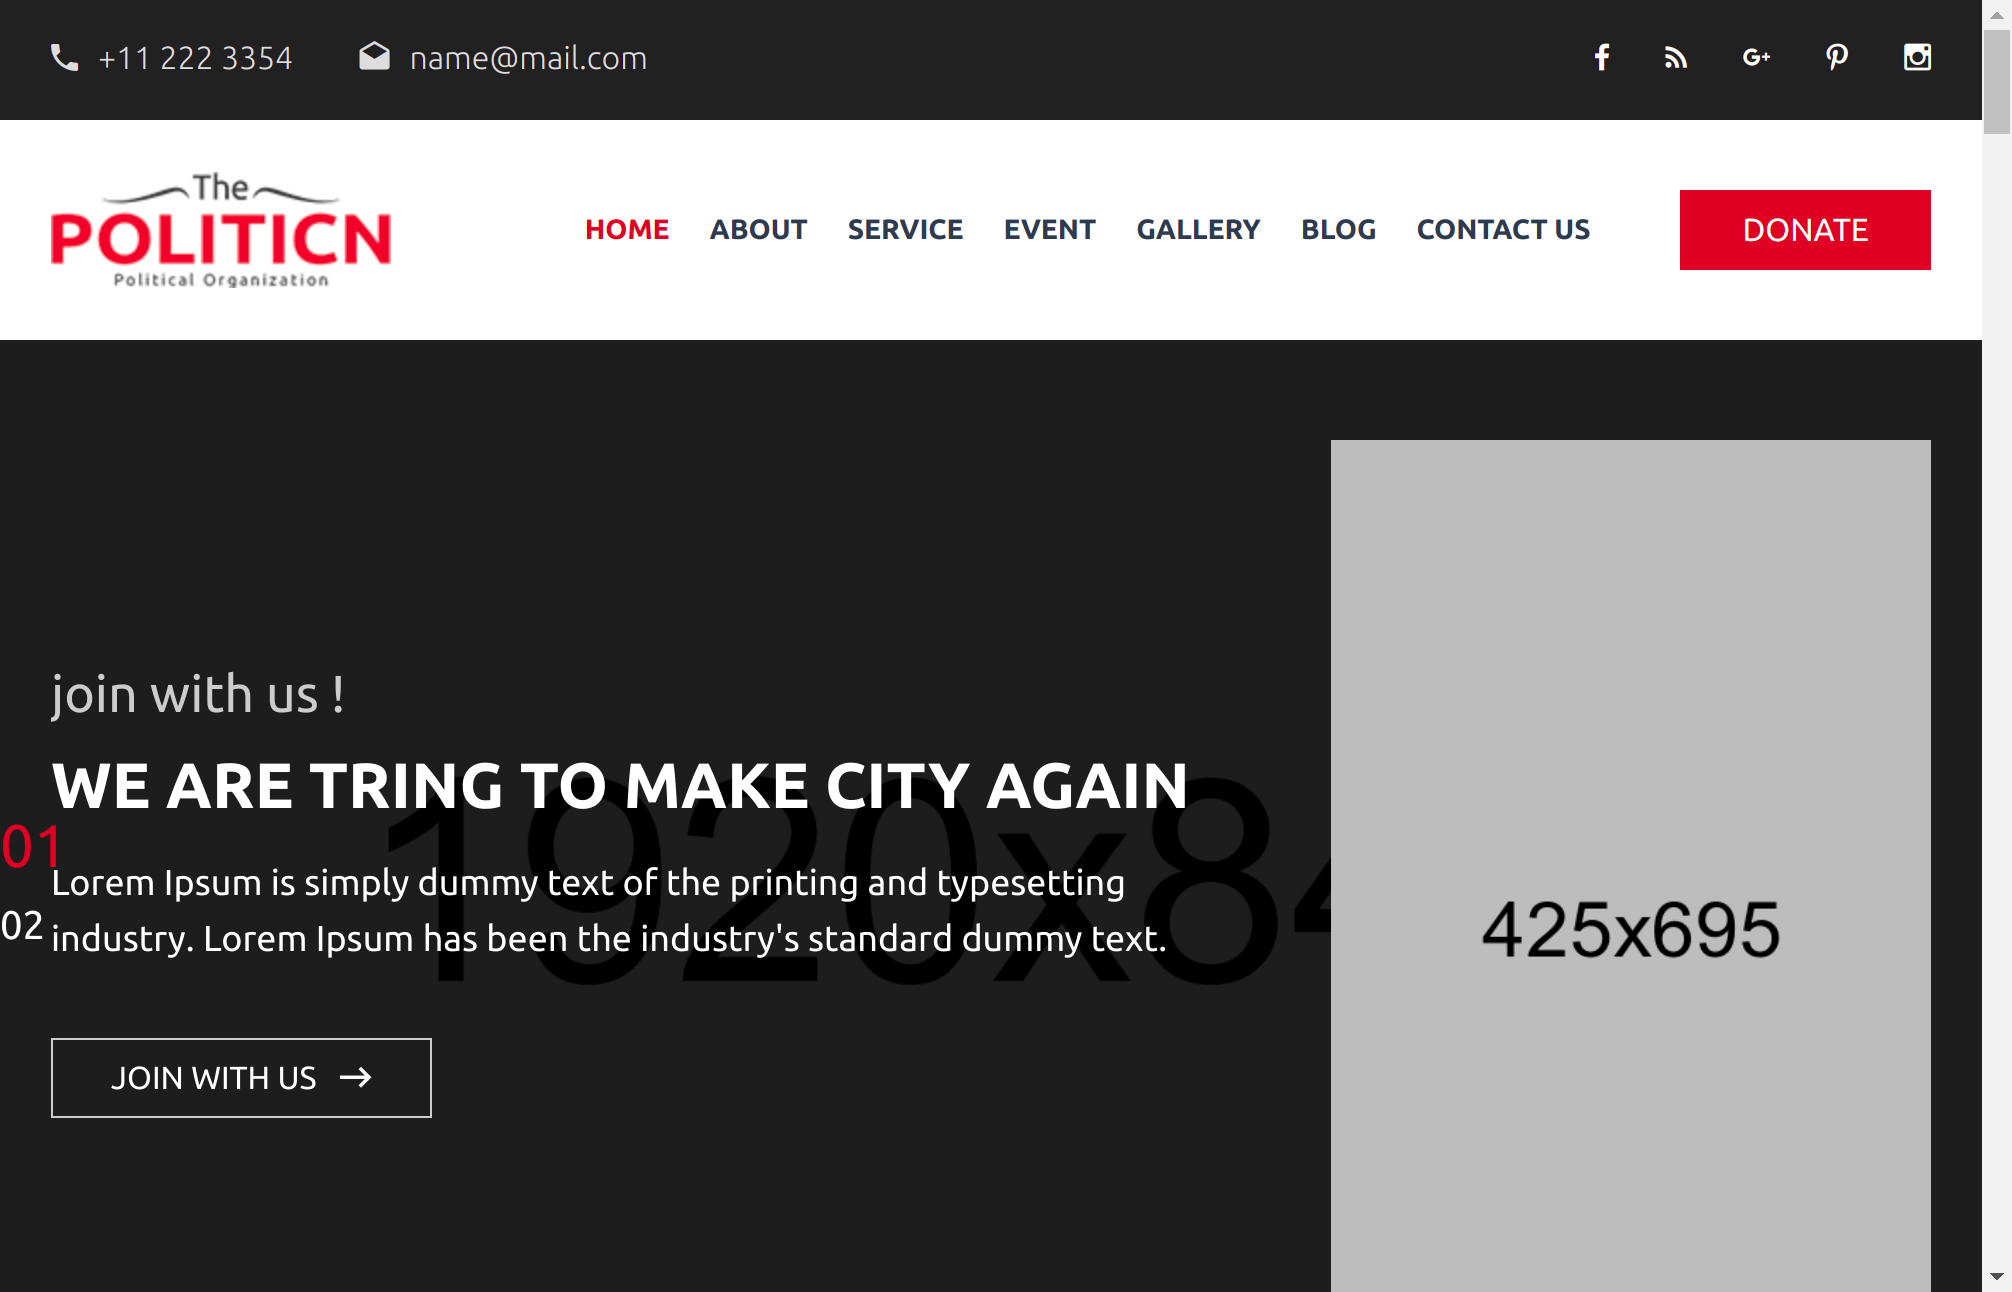 +11 222 3354 name@mail.com
The
POLITICN
Political Organization
HOME ABOUT SERVICE EVENT GALLERY BLOG CONTACT US DONATE
join with us !
WE ARE TRING TO MAKE CITY AGAIN
01
Lorem Ipsum is simply dummy text of the printing and typesetting
02
industry. Lorem Ipsum has been the industry's standard dummy text.
1920x84
425x695
JOIN WITH US